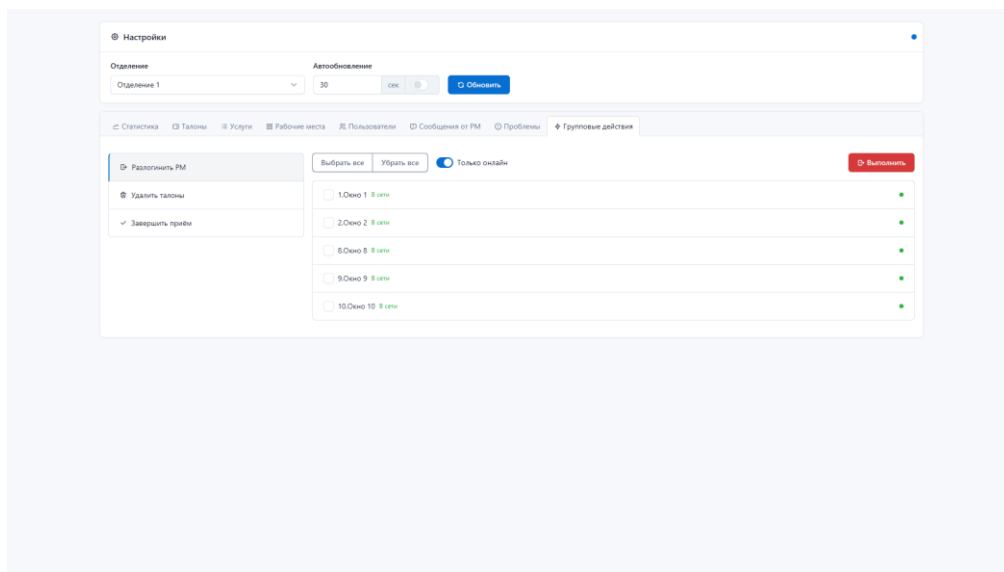 Настройки
Отделение Автообновление
Отделение 1 30 сек Обновить
Статистика Талоны Услуги Рабочие места Пользователи Сообщения от РМ Проблемы Групповые действия
Разлогинить РМ Выбрать все Убрать все Только онлайн Выполнить
Удалить талоны 1.Окно 1 В сети
Завершить приём 2.Окно 2 В сети
8.Окно 8 В сети
9.Окно 9 В сети
10.Окно 10 В сети